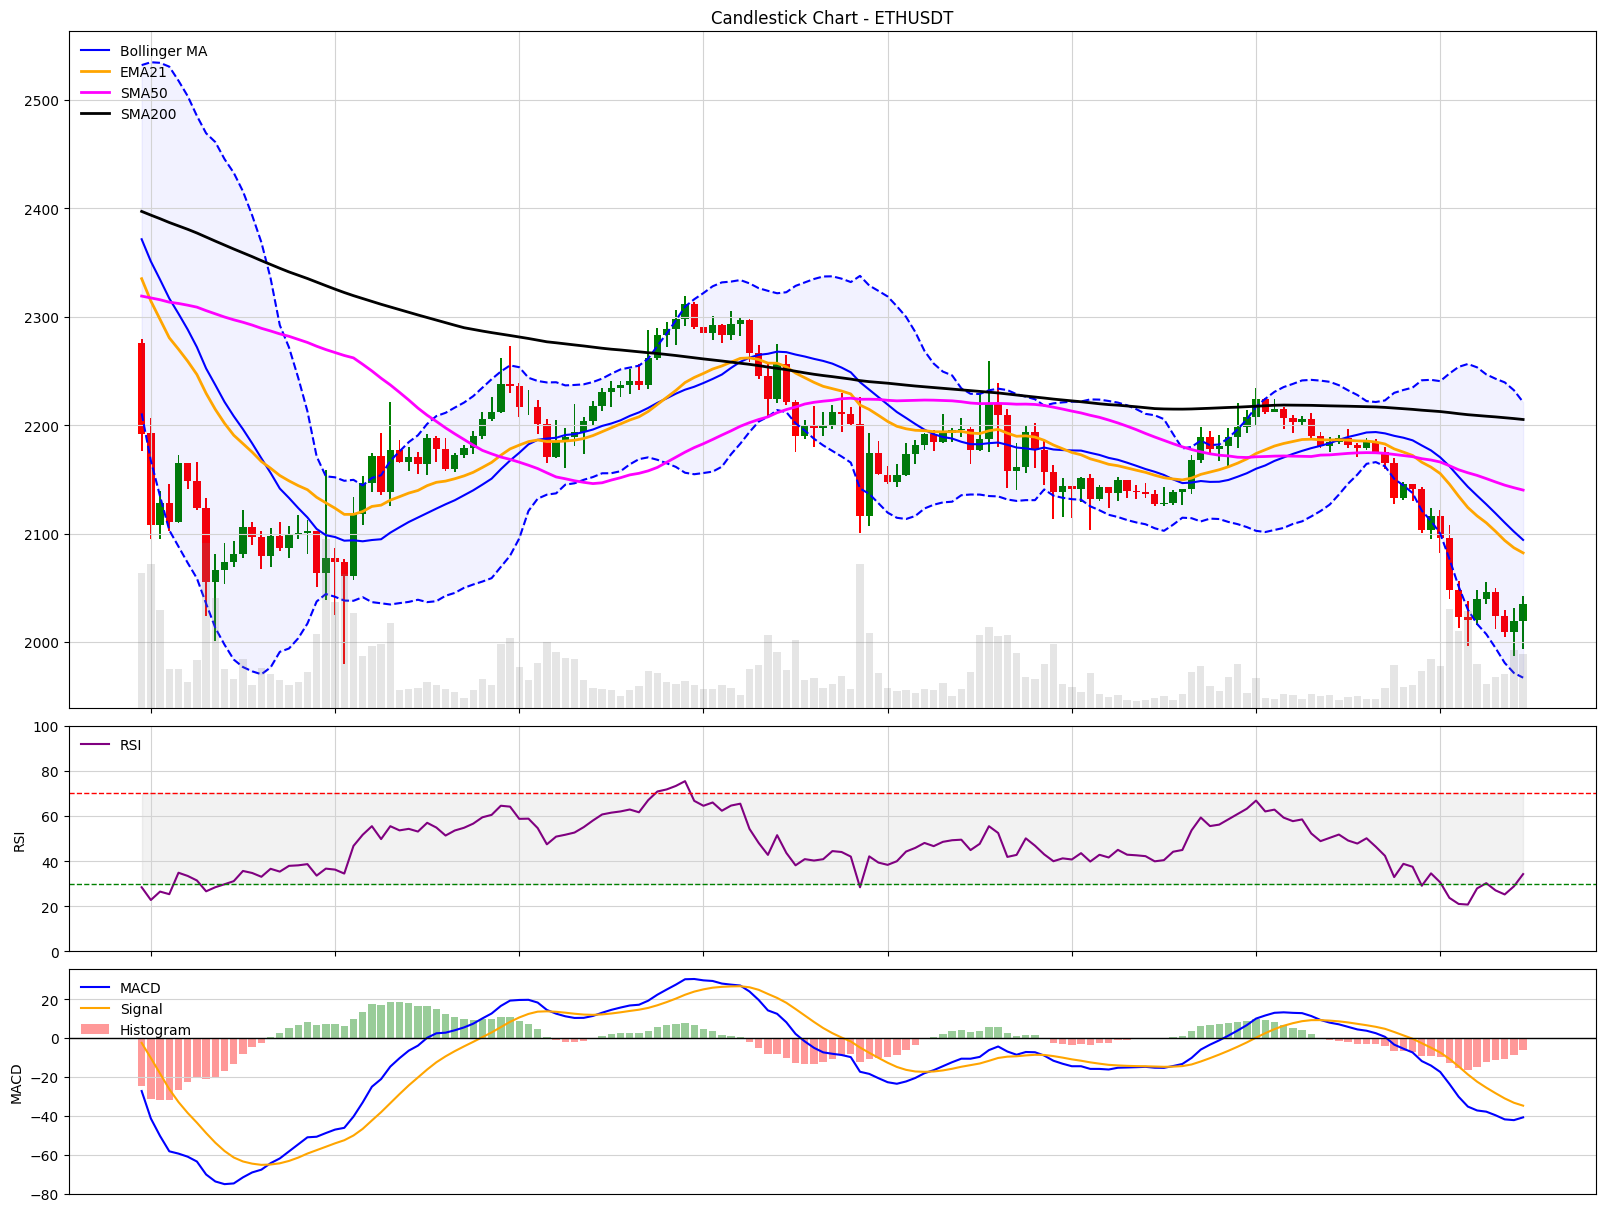 Candlestick Chart - ETHUSDT
Bollinger MA
EMA21
SMA50
SMA200
2500
2400
2300
2200
2100
2000
RSI
100
80
60
40
20
0
RSI
MACD
Signal
Histogram
20
0
−20
−40
−60
−80
MACD